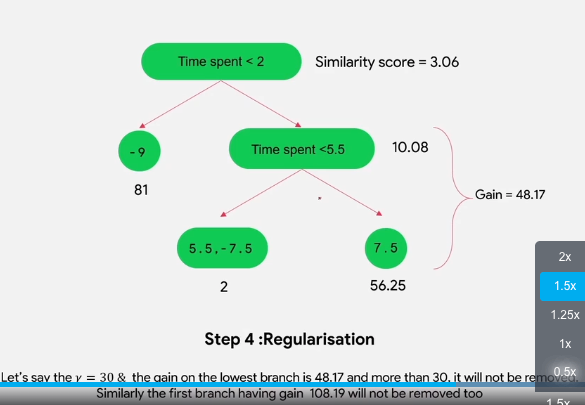 Time spent < 2
Similarity score = 3.06
-9
Time spent <5.5
10.08
81
Gain = 48.17
5.5,-7.5
7.5
2
56.25
2x
1.5x
1.25x
1x
0.5x
1.5x
Step 4 :Regularisation
Let's say the γ = 30 & the gain on the lowest branch is 48.17 and more than 30, it will not be removed.
Similarly the first branch having gain 108.19 will not be removed too